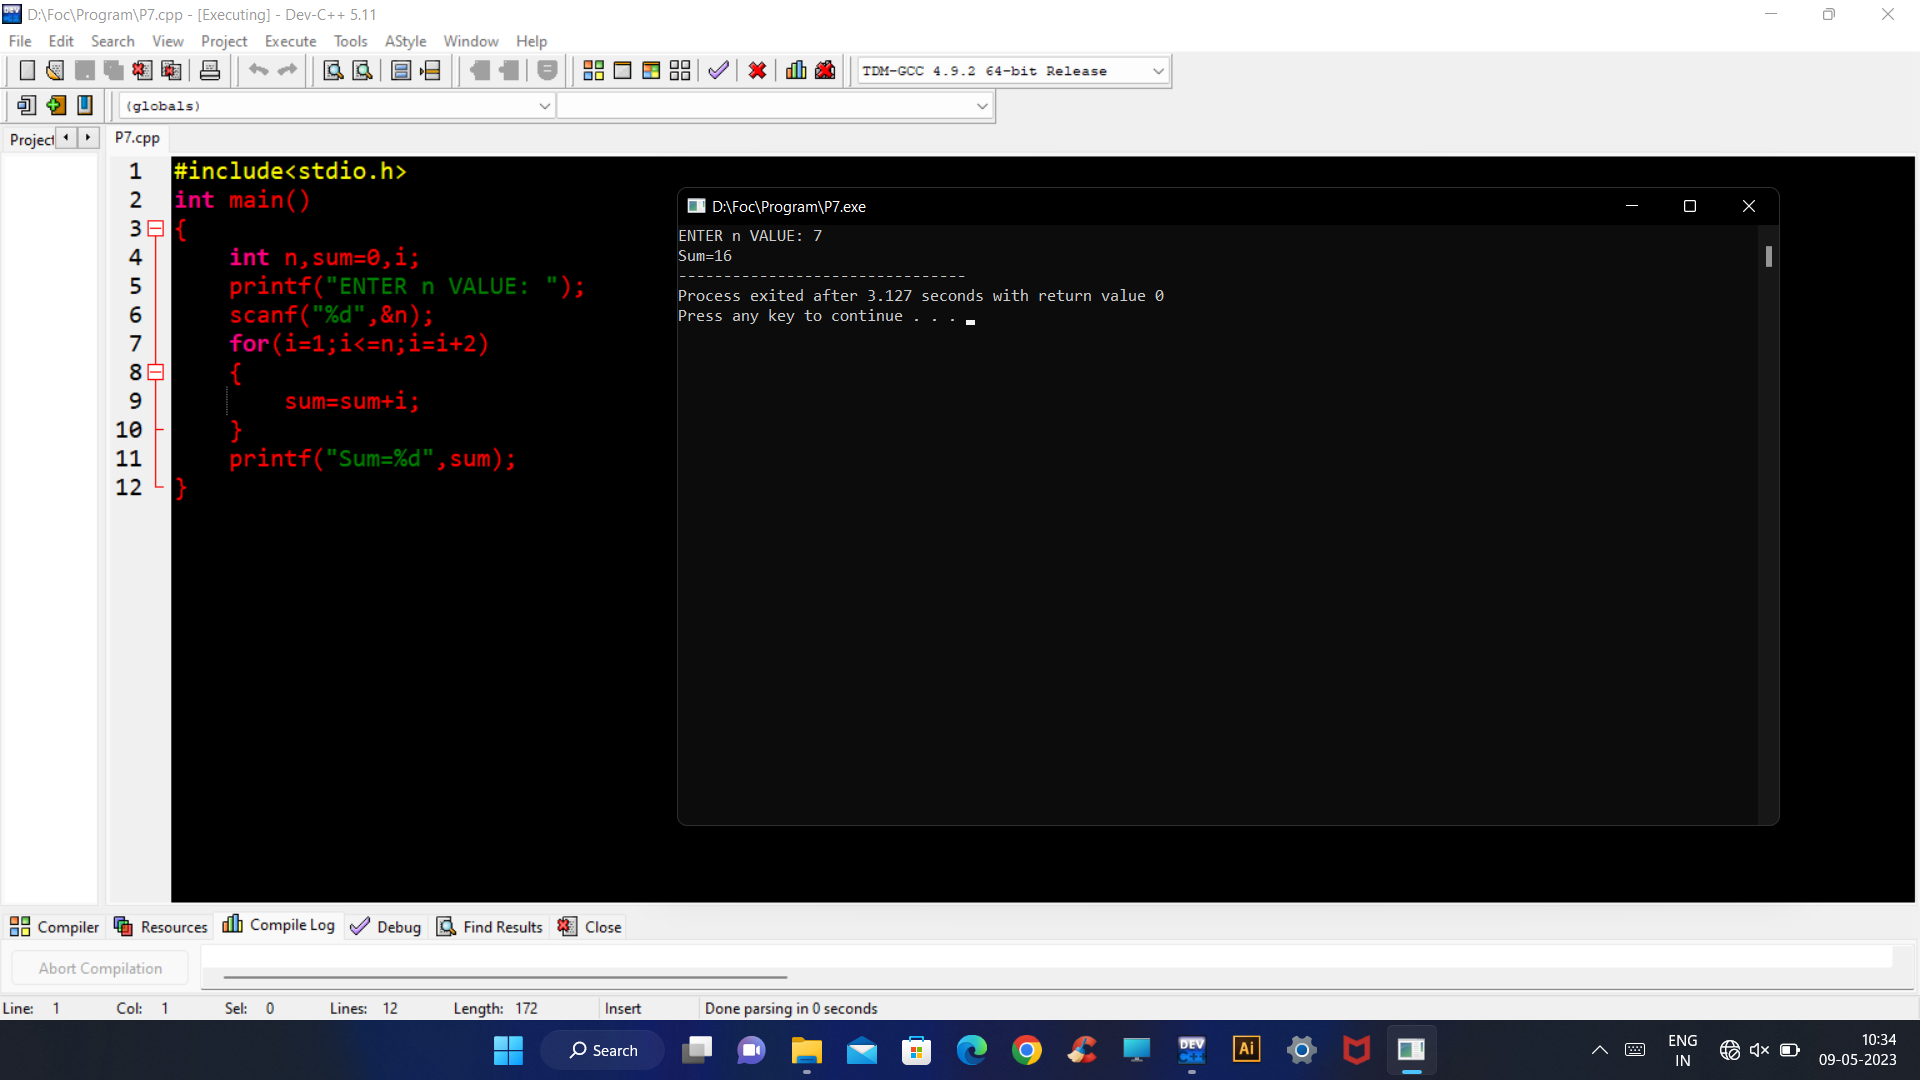 D:\Foc\Program\P7.cpp - [Executing] - Dev-C++ 5.11
File Edit Search View Project Execute Tools AStyle Window Help
TDM-GCC 4.9.2 64-bit Release
(globals)
Project P7.cpp
1 #include<stdio.h>
2 int main()
3 {
4 int n,sum=0,i;
5 printf("ENTER n VALUE: ");
6 scanf("%d",&n);
7 for(i=1;i<=n;i=i+2)
8 {
9 sum=sum+i;
10 }
11 printf("Sum=%d",sum);
12 }
D:\Foc\Program\P7.exe
ENTER n VALUE: 7
Sum=16
--------------------------------
Process exited after 3.127 seconds with return value 0
Press any key to continue . . .
Compiler Resources Compile Log Debug Find Results Close
Abort Compilation
Line: 1 Col: 1 Sel: 0 Lines: 12 Length: 172 Insert Done parsing in 0 seconds
Search
DEV C++
Ai
ENG
IN
10:34
09-05-2023